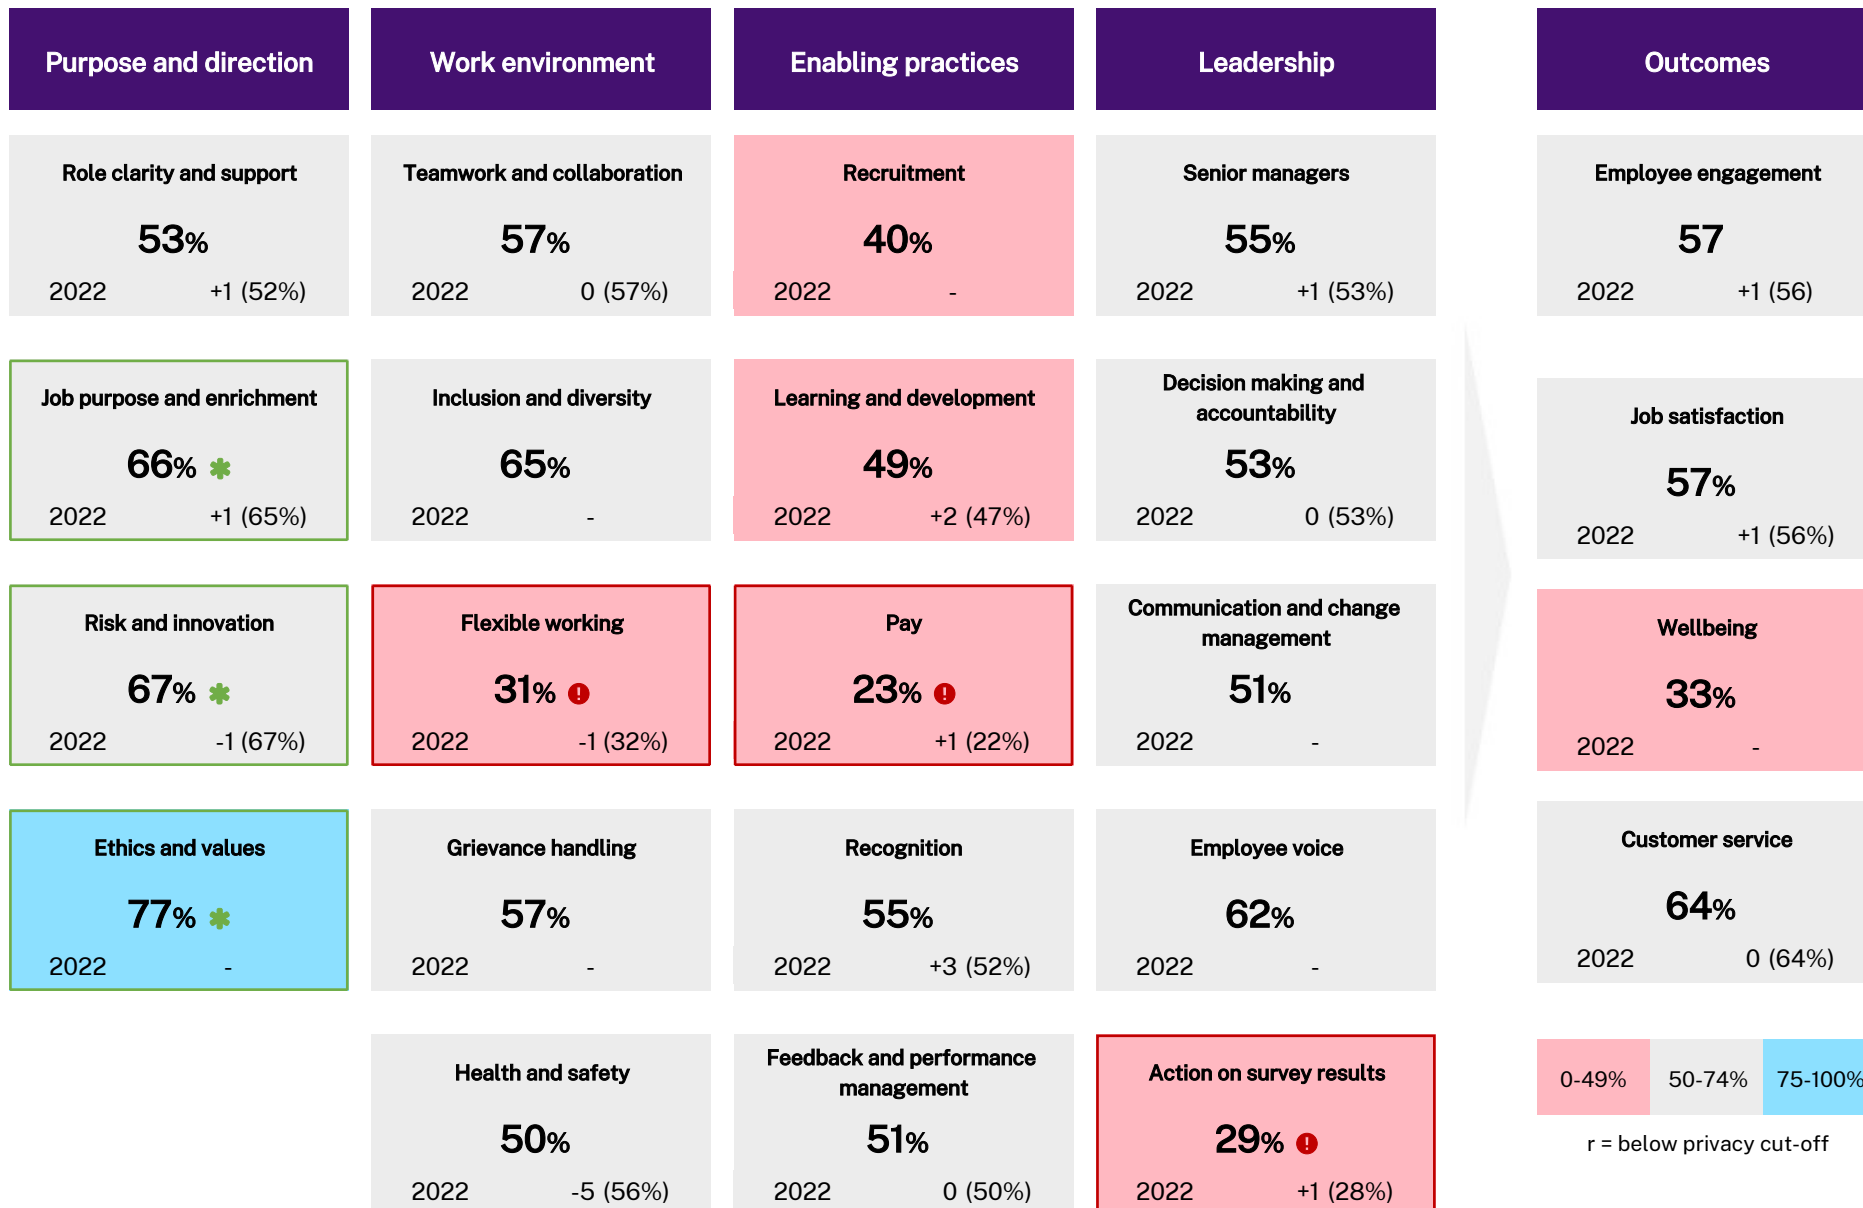 Purpose and direction
Role clarity and support
53%
2022 +1 (52%)
Job purpose and enrichment
66%
2022 +1 (65%)
Risk and innovation
67%
2022 -1 (67%)
Ethics and values
77%
2022 -
Work environment
Teamwork and collaboration
57%
2022 0 (57%)
Inclusion and diversity
65%
2022 -
Flexible working
31% !
2022 -1 (32%)
Grievance handling
57%
2022 -
Health and safety
50%
2022 -5 (56%)
Enabling practices
Recruitment
40%
2022 -
Learning and development
49%
2022 +2 (47%)
Pay
23% !
2022 +1 (22%)
Recognition
55%
2022 +3 (52%)
Feedback and performance
management
51%
2022 0 (50%)
Leadership
Senior managers
55%
2022 +1 (53%)
Decision making and
accountability
53%
2022 0 (53%)
Communication and change
management
51%
2022 -
Employee voice
62%
2022 -
Action on survey results
29% !
2022 +1 (28%)
Outcomes
Employee engagement
57
2022 +1 (56)
Job satisfaction
57%
2022 +1 (56%)
Wellbeing
33%
2022 -
Customer service
64%
2022 0 (64%)
0-49% 50-74% 75-100%
r = below privacy cut-off